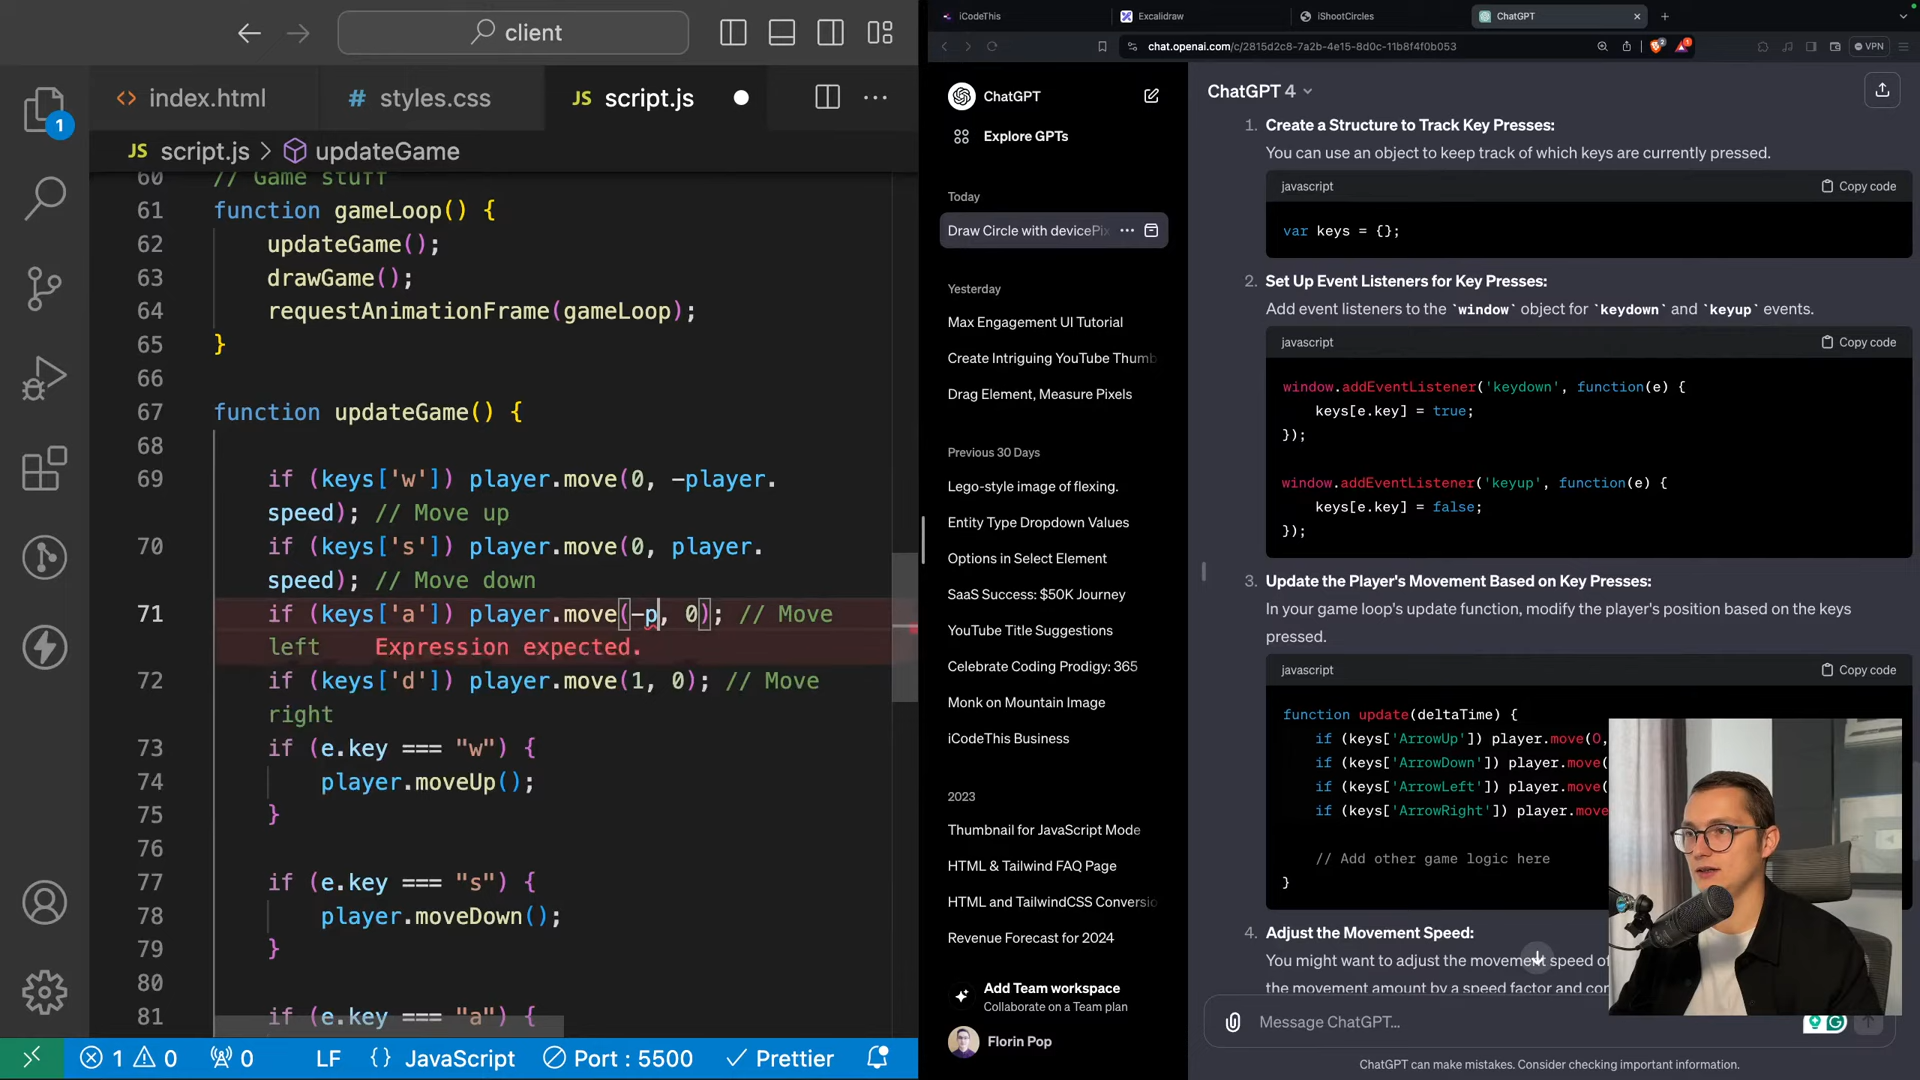 client
index.html
# styles.css
JS script.js
JS script.js > updateGame
1
60 // Game stuff
61 function gameLoop() {
62 updateGame();
63 drawGame();
64 requestAnimationFrame(gameLoop);
65 }
66
67 function updateGame() {
68
69 if (keys['w']) player.move(0, -player.
speed); // Move up
70 if (keys['s']) player.move(0, player.
speed); // Move down
71 if (keys['a']) player.move(-p, 0); // Move
left Expression expected.
72 if (keys['d']) player.move(1, 0); // Move
right
73 if (e.key === "w") {
74 player.moveUp();
75 }
76
77 if (e.key === "s") {
78 player.moveDown();
79 }
80
81 if (e.key === "a") {
1 0 0 LF {} JavaScript Port : 5500 Prettier
iCodeThis
Excalidraw
iShootCircles
ChatGPT
chat.openai.com/c/2815d2c8-7a2b-4e15-8d0c-11b8f4f0b053
VPN
ChatGPT
Explore GPTs
Today
Draw Circle with devicePix
Yesterday
Max Engagement UI Tutorial
Create Intriguing YouTube Thumb
Drag Element, Measure Pixels
Previous 30 Days
Lego-style image of flexing.
Entity Type Dropdown Values
Options in Select Element
SaaS Success: $50K Journey
YouTube Title Suggestions
Celebrate Coding Prodigy: 365
Monk on Mountain Image
iCodeThis Business
2023
Thumbnail for JavaScript Mode
HTML & Tailwind FAQ Page
HTML and TailwindCSS Conversio
Revenue Forecast for 2024
Add Team workspace
Collaborate on a Team plan
Florin Pop
ChatGPT 4
1. Create a Structure to Track Key Presses:
You can use an object to keep track of which keys are currently pressed.
javascript Copy code
var keys = {};
2. Set Up Event Listeners for Key Presses:
Add event listeners to the `window` object for `keydown` and `keyup` events.
javascript Copy code
window.addEventListener('keydown', function(e) {
keys[e.key] = true;
});
window.addEventListener('keyup', function(e) {
keys[e.key] = false;
});
3. Update the Player's Movement Based on Key Presses:
In your game loop's update function, modify the player's position based on the keys
pressed.
javascript Copy code
function update(deltaTime) {
if (keys['ArrowUp']) player.move(0,
if (keys['ArrowDown']) player.move(
if (keys['ArrowLeft']) player.move(
if (keys['ArrowRight']) player.move
// Add other game logic here
}
4. Adjust the Movement Speed:
You might want to adjust the movement speed of
the movement amount by a speed factor and con
Message ChatGPT...
ChatGPT can make mistakes. Consider checking important information.